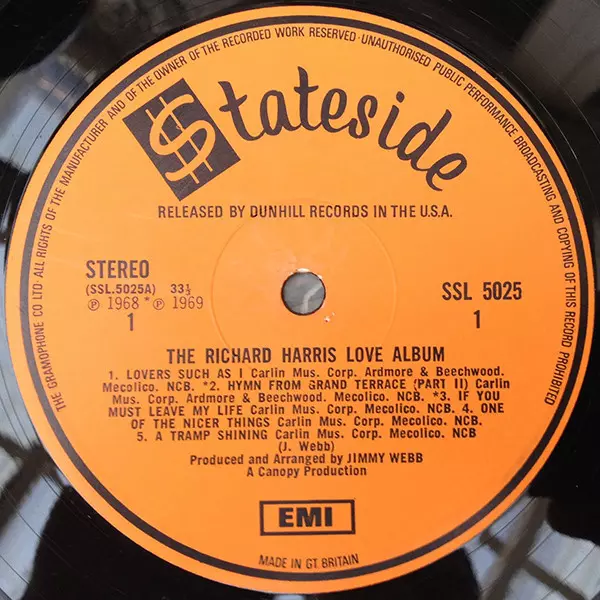 THE GRAMOPHONE CO LTD · ALL RIGHTS OF THE MANUFACTURER AND OF THE OWNER OF THE RECORDED WORK RESERVED · UNAUTHORISED PUBLIC PERFORMANCE BROADCASTING AND COPYING OF THIS RECORD PROHIBITED
$tateside
RELEASED BY DUNHILL RECORDS IN THE U.S.A.
STEREO
(SSL.5025A) 33⅓
℗ 1968 * ℗ 1969
1
SSL 5025
1
THE RICHARD HARRIS LOVE ALBUM
1. LOVERS SUCH AS I Carlin Mus. Corp. Ardmore & Beechwood.
Mecolico. NCB. *2. HYMN FROM GRAND TERRACE (PART II) Carlin
Mus. Corp. Ardmore & Beechwood. Mecolico. NCB. *3. IF YOU
MUST LEAVE MY LIFE Carlin Mus. Corp. Mecolico. NCB. 4. ONE
OF THE NICER THINGS Carlin Mus. Corp. Mecolico. NCB.
5. A TRAMP SHINING Carlin Mus. Corp. Mecolico. NCB
(J. Webb)
Produced and Arranged by JIMMY WEBB
A Canopy Production
EMI
MADE IN GT. BRITAIN